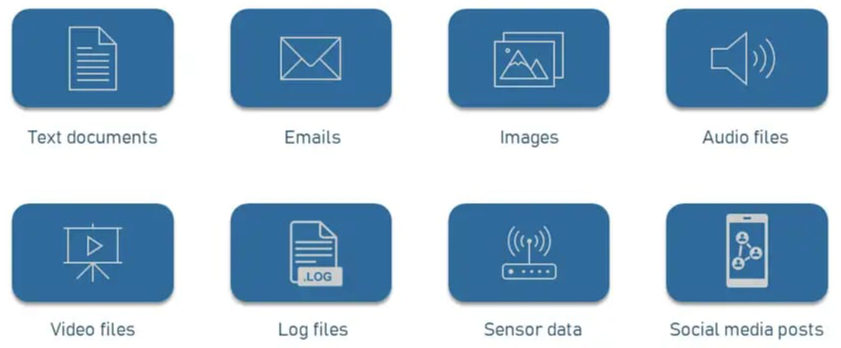 Text documents
Emails
Images
Audio files
.LOG
Video files
Log files
Sensor data
Social media posts